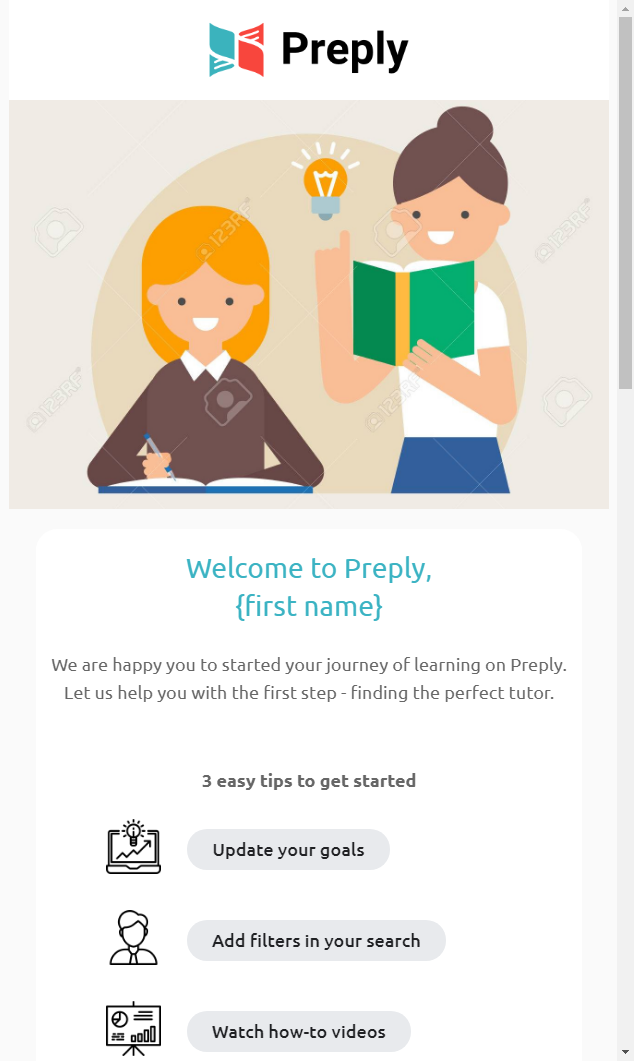 Preply
123RF
123RF
123RF
123RF
Welcome to Preply,
{first name}
We are happy you to started your journey of learning on Preply.
Let us help you with the first step - finding the perfect tutor.
3 easy tips to get started
Update your goals
Add filters in your search
Watch how-to videos